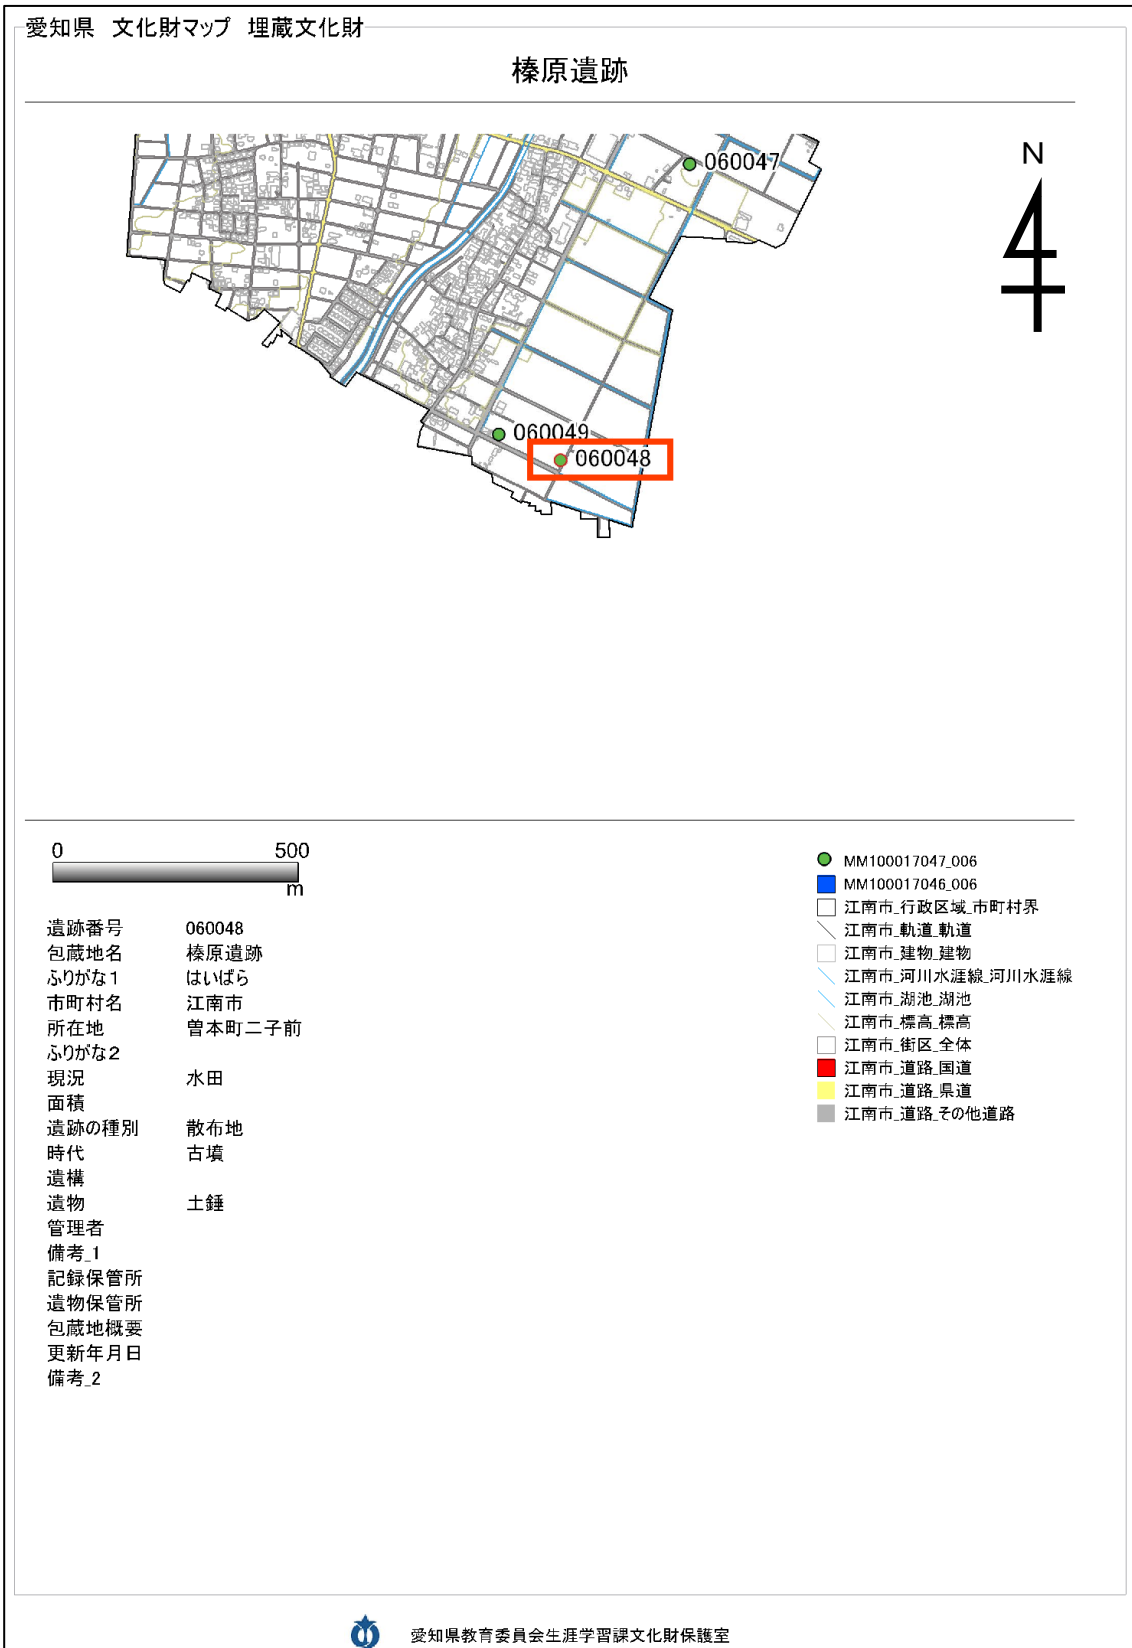 愛知県 文化財マップ 埋蔵文化財
榛原遺跡
060047
N
060049
060048
0 500
m
MM100017047_006
MM100017046_006
江南市_行政区域_市町村界
江南市_軌道_軌道
江南市_建物_建物
江南市_河川水涯線_河川水涯線
江南市_湖池_湖池
江南市_標高_標高
江南市_街区_全体
江南市_道路_国道
江南市_道路_県道
江南市_道路_その他道路
遺跡番号 060048
包蔵地名 榛原遺跡
ふりがな1 はいばら
市町村名 江南市
所在地 曽本町二子前
ふりがな2
現況 水田
面積
遺跡の種別 散布地
時代 古墳
遺構
遺物 土錘
管理者
備考_1
記録保管所
遺物保管所
包蔵地概要
更新年月日
備考_2
愛知県教育委員会生涯学習課文化財保護室